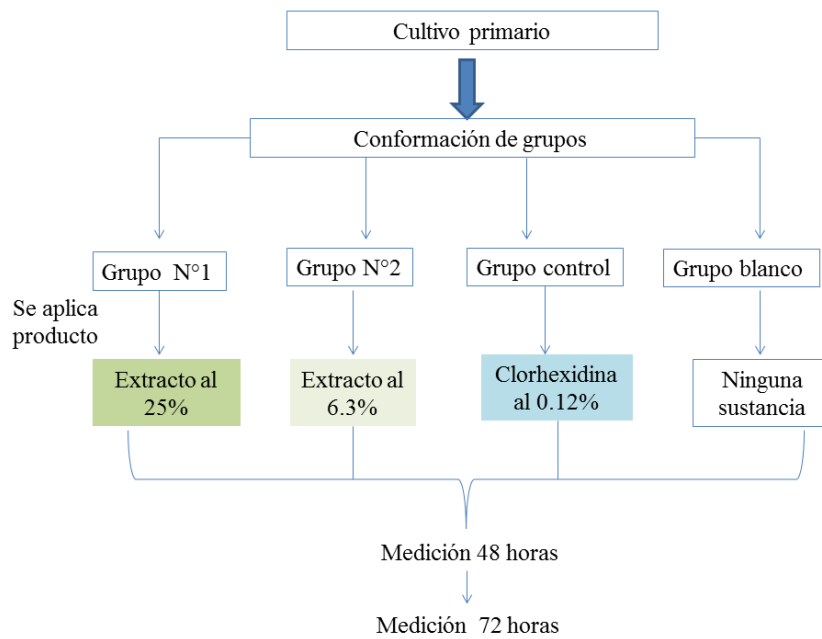 Cultivo primario
Conformación de grupos
Grupo N°1
Grupo N°2
Grupo control
Grupo blanco
Se aplica
producto
Extracto al
25%
Extracto al
6.3%
Clorhexidina
al 0.12%
Ninguna
sustancia
Medición 48 horas
Medición 72 horas